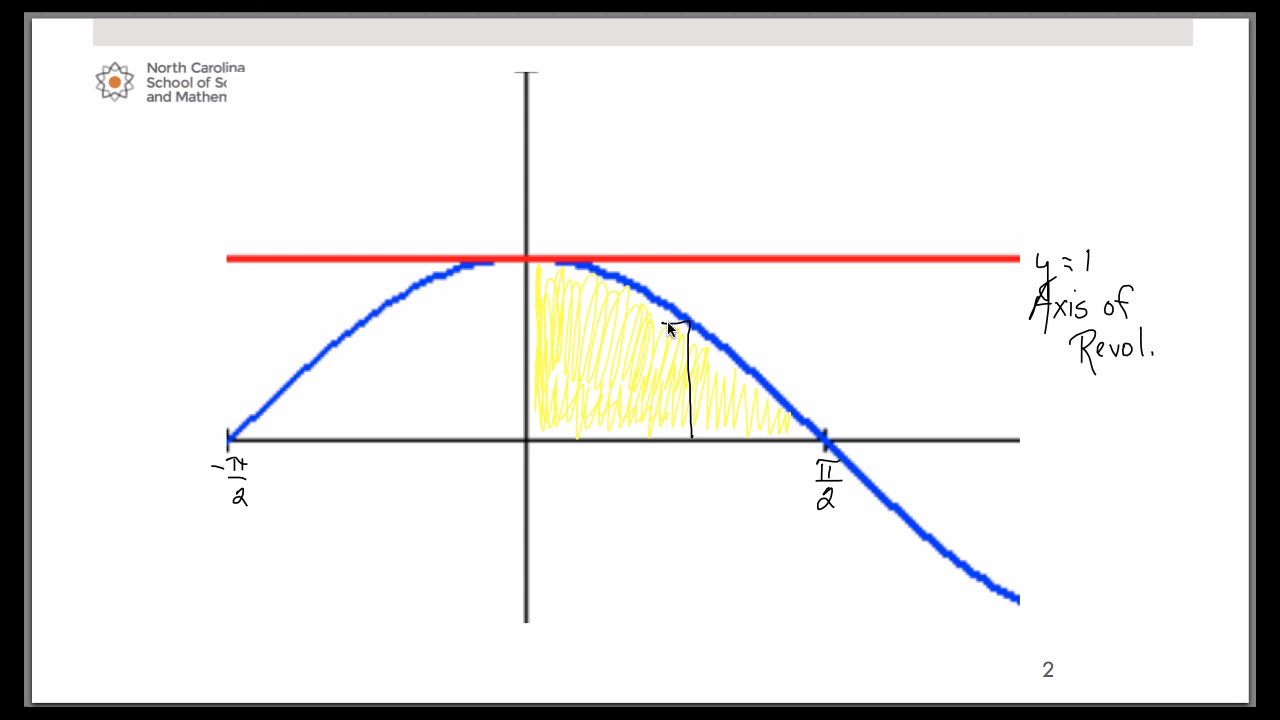 North Carolina
School of Sc
and Mathem
y = 1
Axis of
Revol.
-π/2
π/2
2